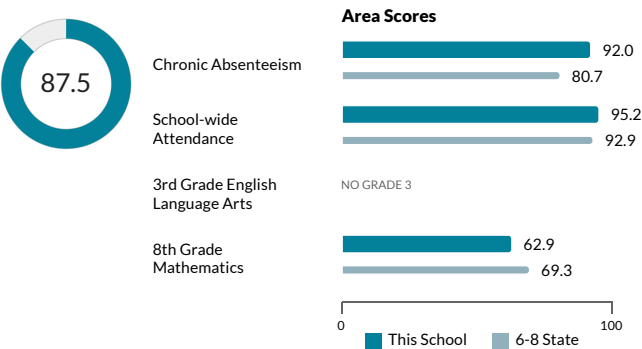 Area Scores
87.5
Chronic Absenteeism
92.0
80.7
School-wide
Attendance
95.2
92.9
3rd Grade English
Language Arts
NO GRADE 3
8th Grade
Mathematics
62.9
69.3
0
100
This School
6-8 State